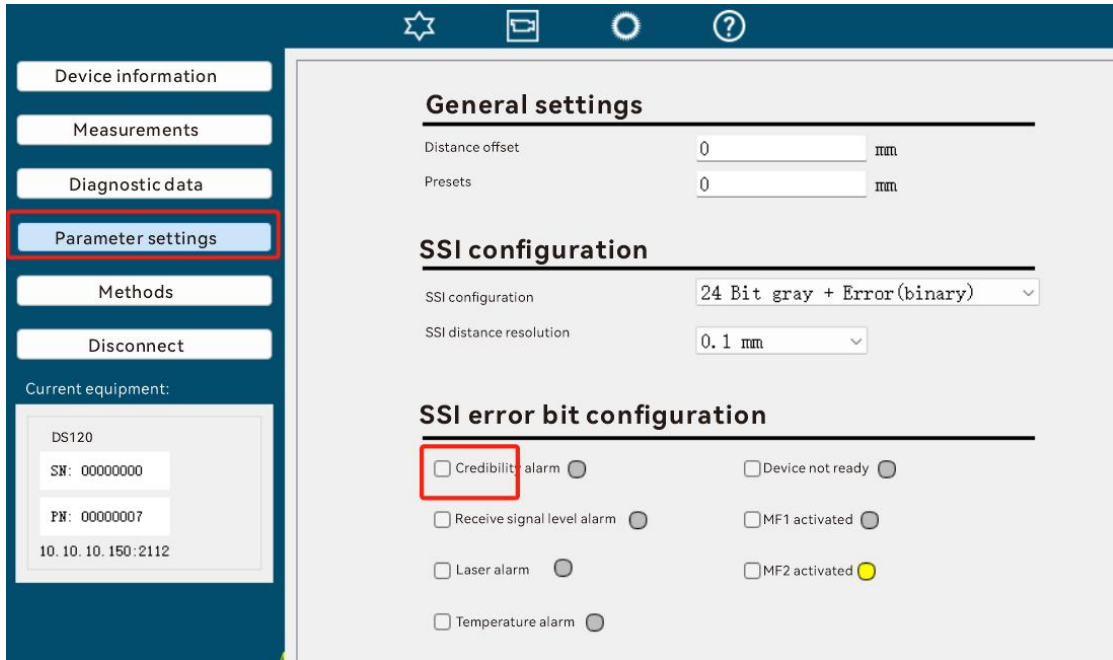 Device information
Measurements
Diagnostic data
Parameter settings
Methods
Disconnect
Current equipment:
DS120
SN: 00000000
PN: 00000007
10.10.10.150:2112
General settings
Distance offset 0 mm
Presets 0 mm
SSI configuration
SSI configuration 24 Bit gray + Error(binary)
SSI distance resolution 0.1 mm
SSI error bit configuration
Credibility alarm Device not ready
Receive signal level alarm MF1 activated
Laser alarm MF2 activated
Temperature alarm